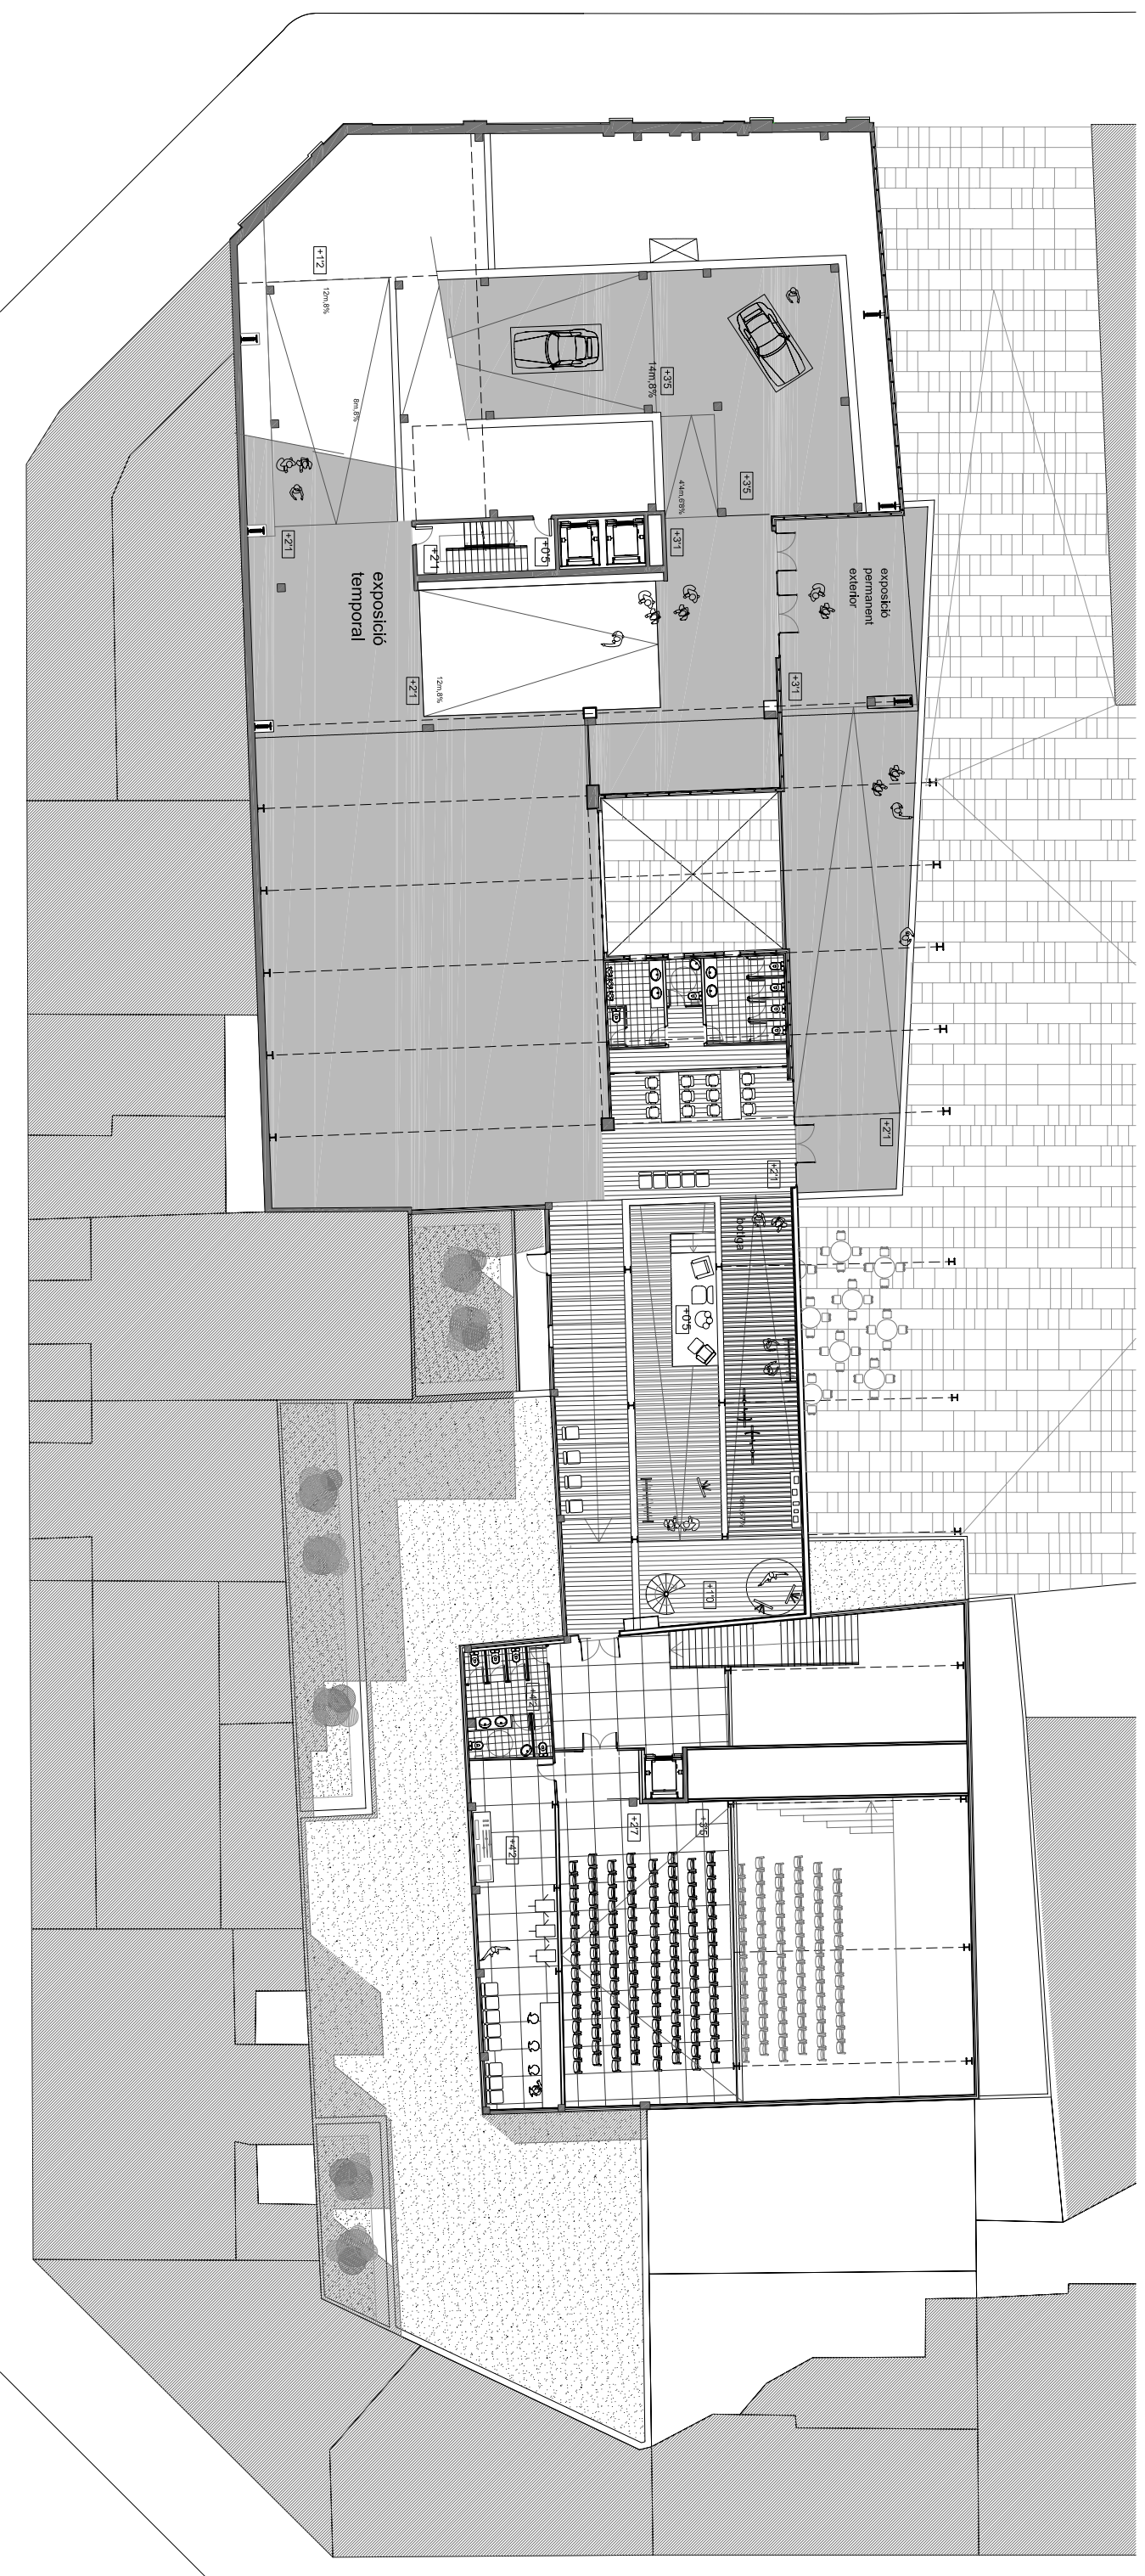 +1'2
12m,8%
8m,8%
+3'5
14m,8%
+3'5
4'4m,6'8%
+2'1
+2'1
+0'5
+3'1
exposició
permanent
exterior
exposició
temporal
+2'1
12m,8%
+3'1
+2'1
+2'1
botiga
+0'5
+1'0
+4'2
+2'7
+3'5
+4'2